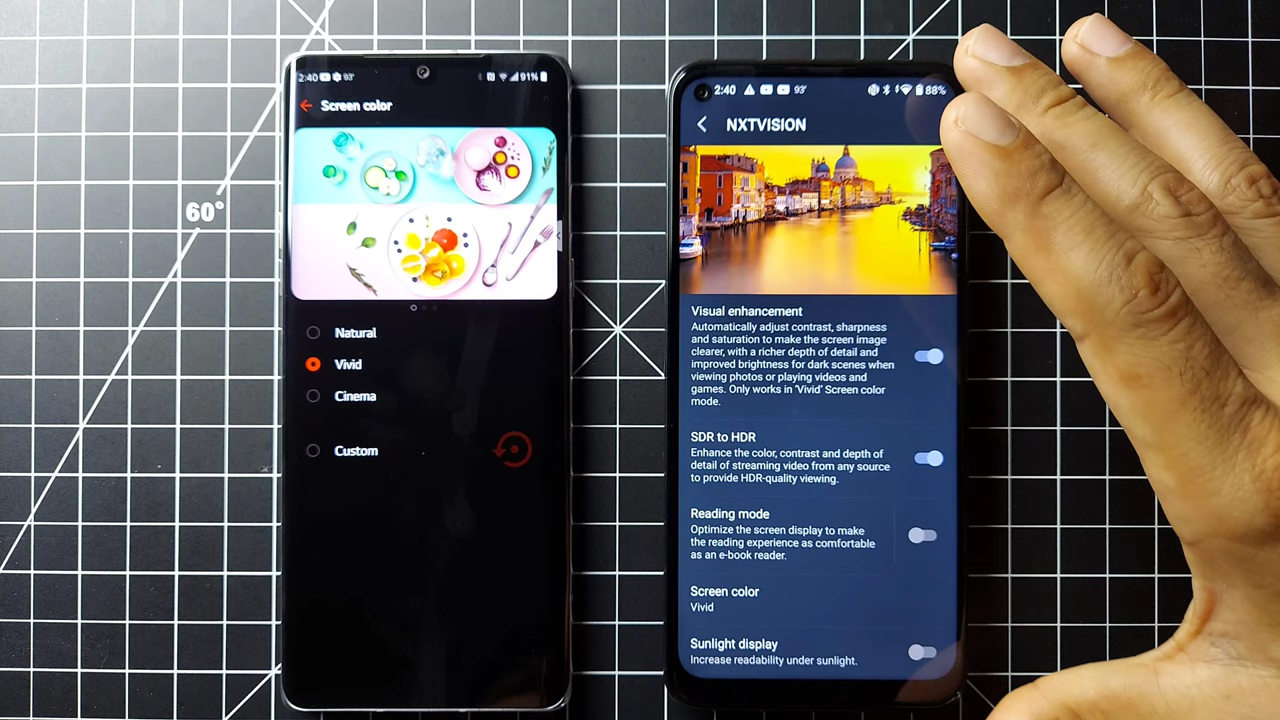 60°
2:40 93°
91%
Screen color
Natural
Vivid
Cinema
Custom
2:40 93°
88%
NXTVISION
Visual enhancement
Automatically adjust contrast, sharpness
and saturation to make the screen image
clearer, with a richer depth of detail and
improved brightness for dark scenes when
viewing photos or playing videos and
games. Only works in 'Vivid' Screen color
mode.
SDR to HDR
Enhance the color, contrast and depth of
detail of streaming video from any source
to provide HDR-quality viewing.
Reading mode
Optimize the screen display to make
the reading experience as comfortable
as an e-book reader.
Screen color
Vivid
Sunlight display
Increase readability under sunlight.